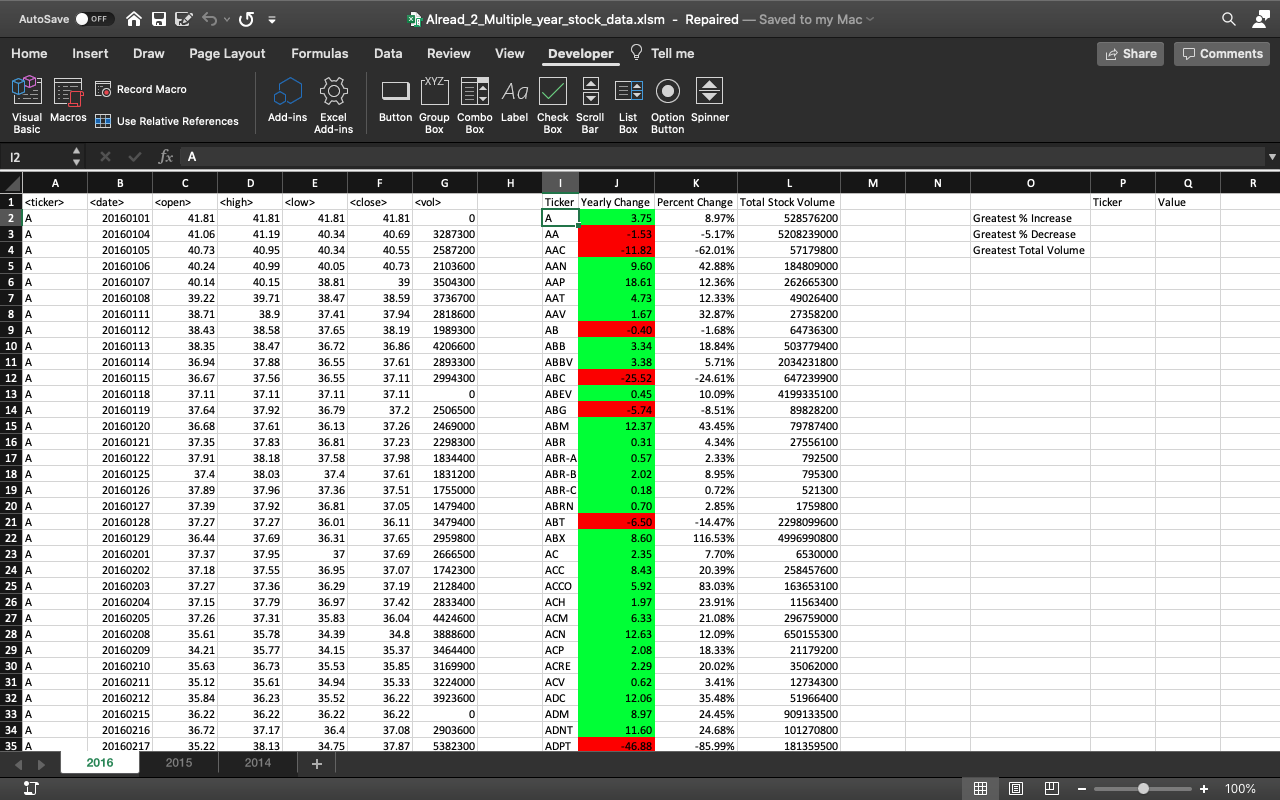 AutoSave OFF Alread_2_Multiple_year_stock_data.xlsm - Repaired — Saved to my Mac
Home Insert Draw Page Layout Formulas Data Review View Developer Tell me Share Comments
Visual Basic Macros Record Macro Use Relative References Add-ins Excel Add-ins Button XYZ Group Box Combo Box Aa Label Check Box Scroll Bar List Box Option Button Spinner
I2 fx A
A B C D E F G H I J K L M N O P Q R
1 <ticker> <date> <open> <high> <low> <close> <vol> Ticker Yearly Change Percent Change Total Stock Volume Ticker Value
2 A 20160101 41.81 41.81 41.81 41.81 0 A 3.75 8.97% 528576200 Greatest % Increase
3 A 20160104 41.06 41.19 40.34 40.69 3287300 AA -1.53 -5.17% 5208239000 Greatest % Decrease
4 A 20160105 40.73 40.95 40.34 40.55 2587200 AAC -11.82 -62.01% 57179800 Greatest Total Volume
5 A 20160106 40.24 40.99 40.05 40.73 2103600 AAN 9.60 42.88% 184809000
6 A 20160107 40.14 40.15 38.81 39 3504300 AAP 18.61 12.36% 262665300
7 A 20160108 39.22 39.71 38.47 38.59 3736700 AAT 4.73 12.33% 49026400
8 A 20160111 38.71 38.9 37.41 37.94 2818600 AAV 1.67 32.87% 27358200
9 A 20160112 38.43 38.58 37.65 38.19 1989300 AB -0.40 -1.68% 64736300
10 A 20160113 38.35 38.47 36.72 36.86 4206600 ABB 3.34 18.84% 503779400
11 A 20160114 36.94 37.88 36.55 37.61 2893300 ABBV 3.38 5.71% 2034231800
12 A 20160115 36.67 37.56 36.55 37.11 2994300 ABC -25.52 -24.61% 647239900
13 A 20160118 37.11 37.11 37.11 37.11 0 ABEV 0.45 10.09% 4199335100
14 A 20160119 37.64 37.92 36.79 37.2 2506500 ABG -5.74 -8.51% 89828200
15 A 20160120 36.68 37.61 36.13 37.26 2469000 ABM 12.37 43.45% 79787400
16 A 20160121 37.35 37.83 36.81 37.23 2298300 ABR 0.31 4.34% 27556100
17 A 20160122 37.91 38.18 37.58 37.98 1834400 ABR-A 0.57 2.33% 792500
18 A 20160125 37.4 38.03 37.4 37.61 1831200 ABR-B 2.02 8.95% 795300
19 A 20160126 37.89 37.96 37.36 37.51 1755000 ABR-C 0.18 0.72% 521300
20 A 20160127 37.39 37.92 36.81 37.05 1479400 ABRN 0.70 2.85% 1759800
21 A 20160128 37.27 37.27 36.01 36.11 3479400 ABT -6.50 -14.47% 2298099600
22 A 20160129 36.44 37.69 36.31 37.65 2959800 ABX 8.60 116.53% 4996990800
23 A 20160201 37.37 37.95 37 37.69 2666500 AC 2.35 7.70% 6530000
24 A 20160202 37.18 37.55 36.95 37.07 1742300 ACC 8.43 20.39% 258457600
25 A 20160203 37.27 37.36 36.29 37.19 2128400 ACCO 5.92 83.03% 163653100
26 A 20160204 37.15 37.79 36.97 37.42 2833400 ACH 1.97 23.91% 11563400
27 A 20160205 37.26 37.31 35.83 36.04 4424600 ACM 6.33 21.08% 296759000
28 A 20160208 35.61 35.78 34.39 34.8 3888600 ACN 12.63 12.09% 650155300
29 A 20160209 34.21 35.77 34.15 35.37 3464400 ACP 2.08 18.33% 21179200
30 A 20160210 35.63 36.73 35.53 35.85 3169900 ACRE 2.29 20.02% 35062000
31 A 20160211 35.12 35.61 34.94 35.33 3224000 ACV 0.62 3.41% 12734300
32 A 20160212 35.84 36.23 35.52 36.22 3923600 ADC 12.06 35.48% 51966400
33 A 20160215 36.22 36.22 36.22 36.22 0 ADM 8.97 24.45% 909133500
34 A 20160216 36.72 37.17 36.4 37.08 2903600 ADNT 11.60 24.68% 101270800
35 A 20160217 35.22 38.13 34.75 37.87 5382300 ADPT -46.88 -85.99% 181359500
2016 2015 2014 +
100%